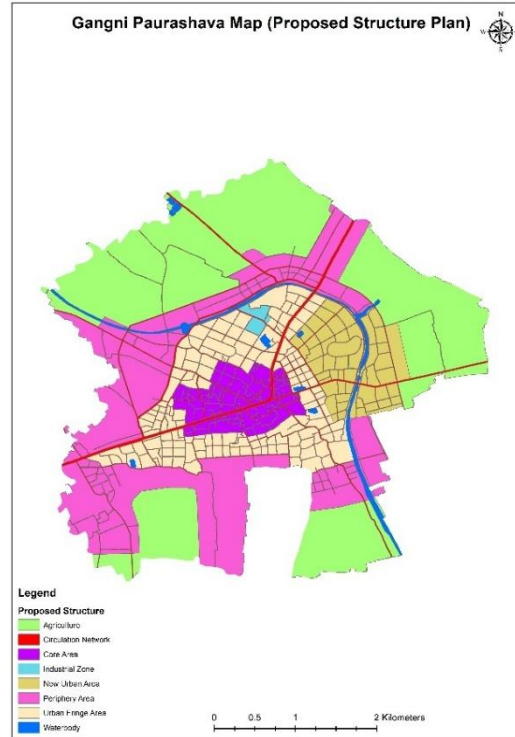 Gangni Paurashava Map (Proposed Structure Plan)
N
W
E
S
Legend
Proposed Structure
Agriculture
Circulation Network
Core Area
Industrial Zone
New Urban Area
Periphery Area
Urban Fringe Area
Waterbody
0 0.5 1 2 Kilometers